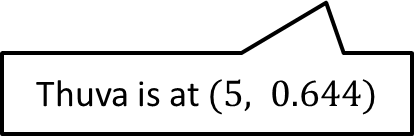 Thuva is at (5, 0.644)